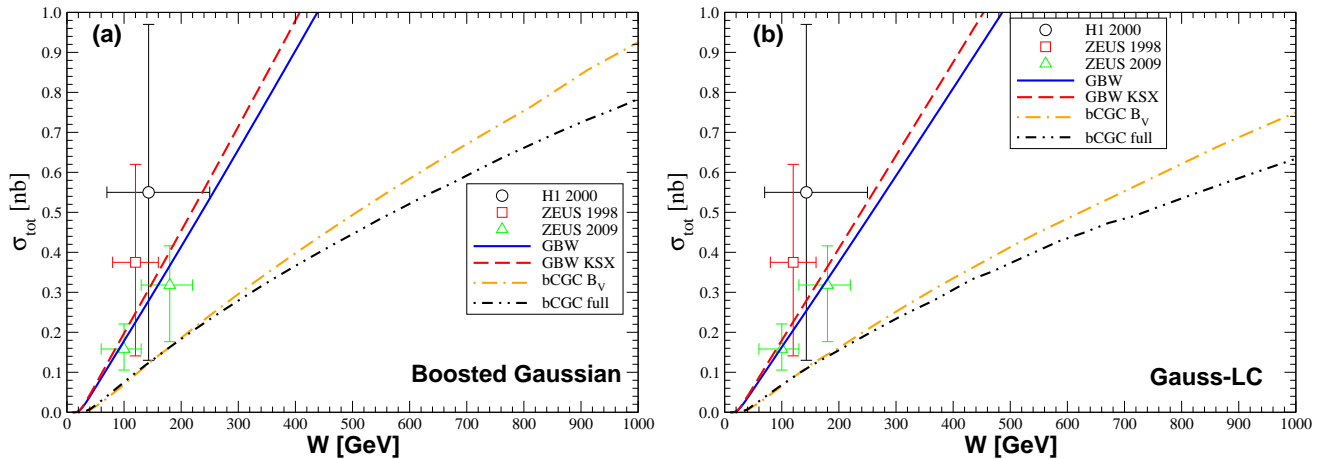 (a)
σtot [nb]
1.0
0.9
0.8
0.7
0.6
0.5
0.4
0.3
0.2
0.1
0.0
H1 2000
ZEUS 1998
ZEUS 2009
GBW
GBW KSX
bCGC BV
bCGC full
Boosted Gaussian
0 100 200 300 400 500 600 700 800 900 1000
W [GeV]
(b)
σtot [nb]
1.0
0.9
0.8
0.7
0.6
0.5
0.4
0.3
0.2
0.1
0.0
H1 2000
ZEUS 1998
ZEUS 2009
GBW
GBW KSX
bCGC BV
bCGC full
Gauss-LC
0 100 200 300 400 500 600 700 800 900 1000
W [GeV]